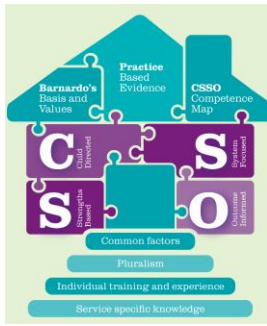 Practice
Based
Evidence
Barnardo's
Basis and
Values
CSSO
Competence
Map
C
Child
Directed
S
System
Focused
S
Strengths
Based
O
Outcome
Informed
Common factors
Pluralism
Individual training and experience
Service specific knowledge